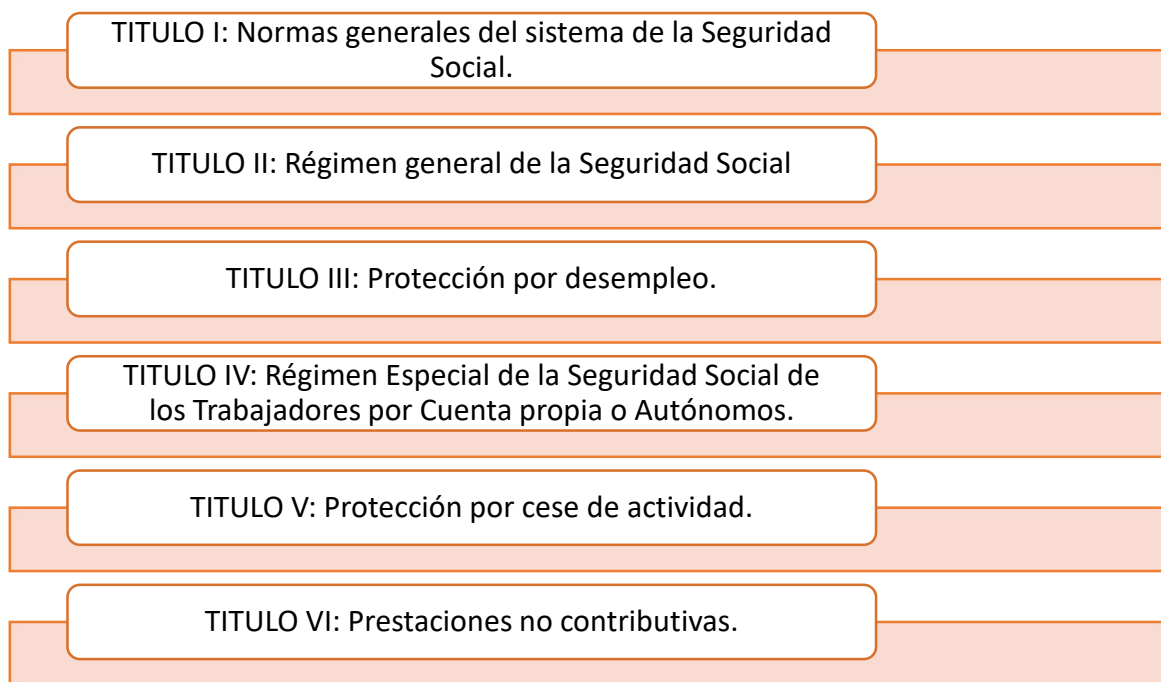 TITULO I: Normas generales del sistema de la Seguridad
Social.
TITULO II: Régimen general de la Seguridad Social
TITULO III: Protección por desempleo.
TITULO IV: Régimen Especial de la Seguridad Social de
los Trabajadores por Cuenta propia o Autónomos.
TITULO V: Protección por cese de actividad.
TITULO VI: Prestaciones no contributivas.